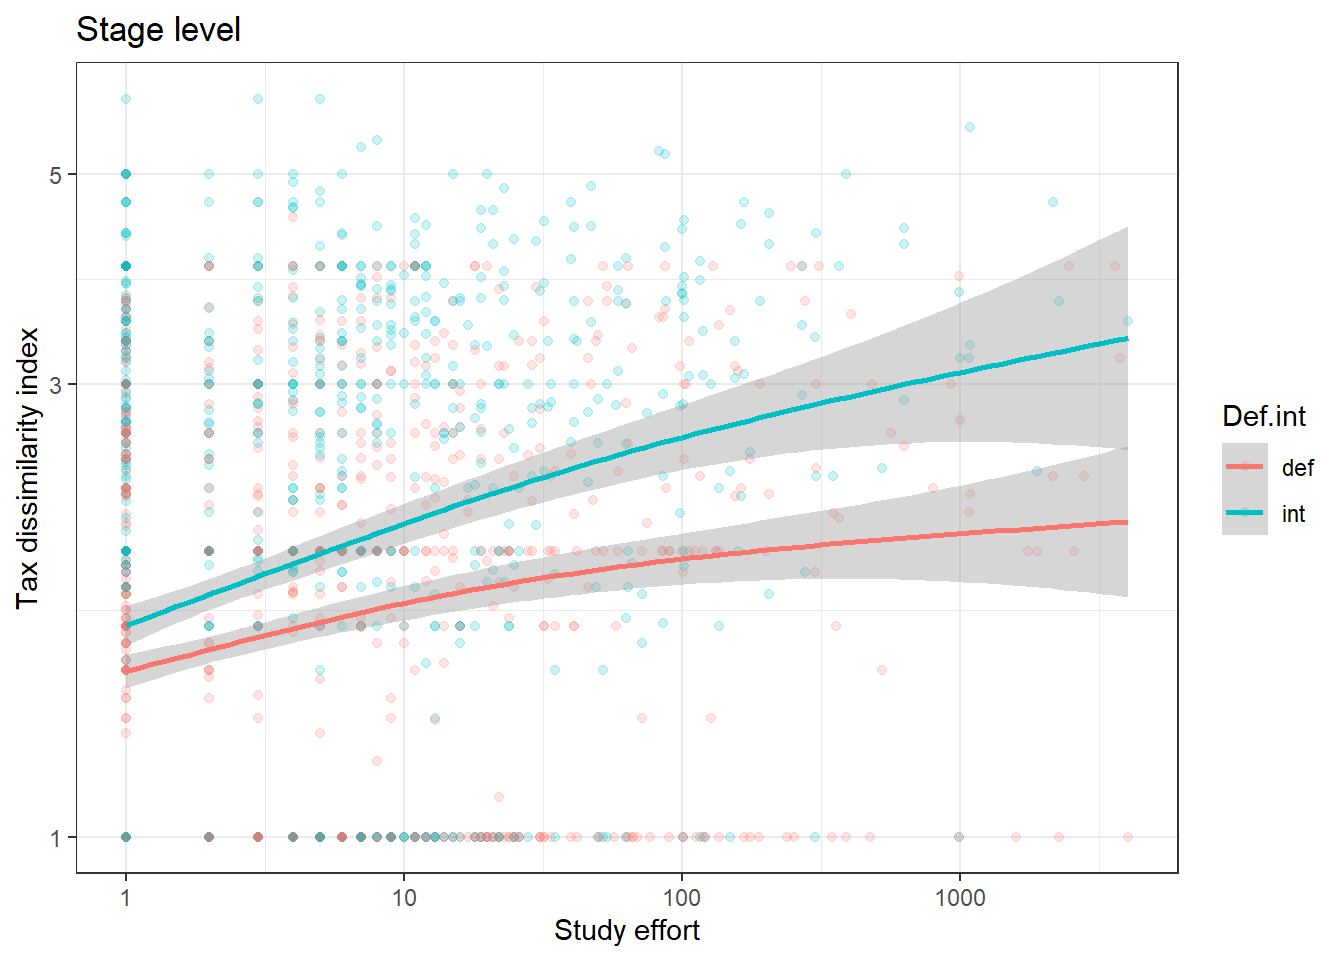 Stage level
Tax dissimilarity index
5
3
1
1 10 100 1000
Study effort
Def.int
def
int